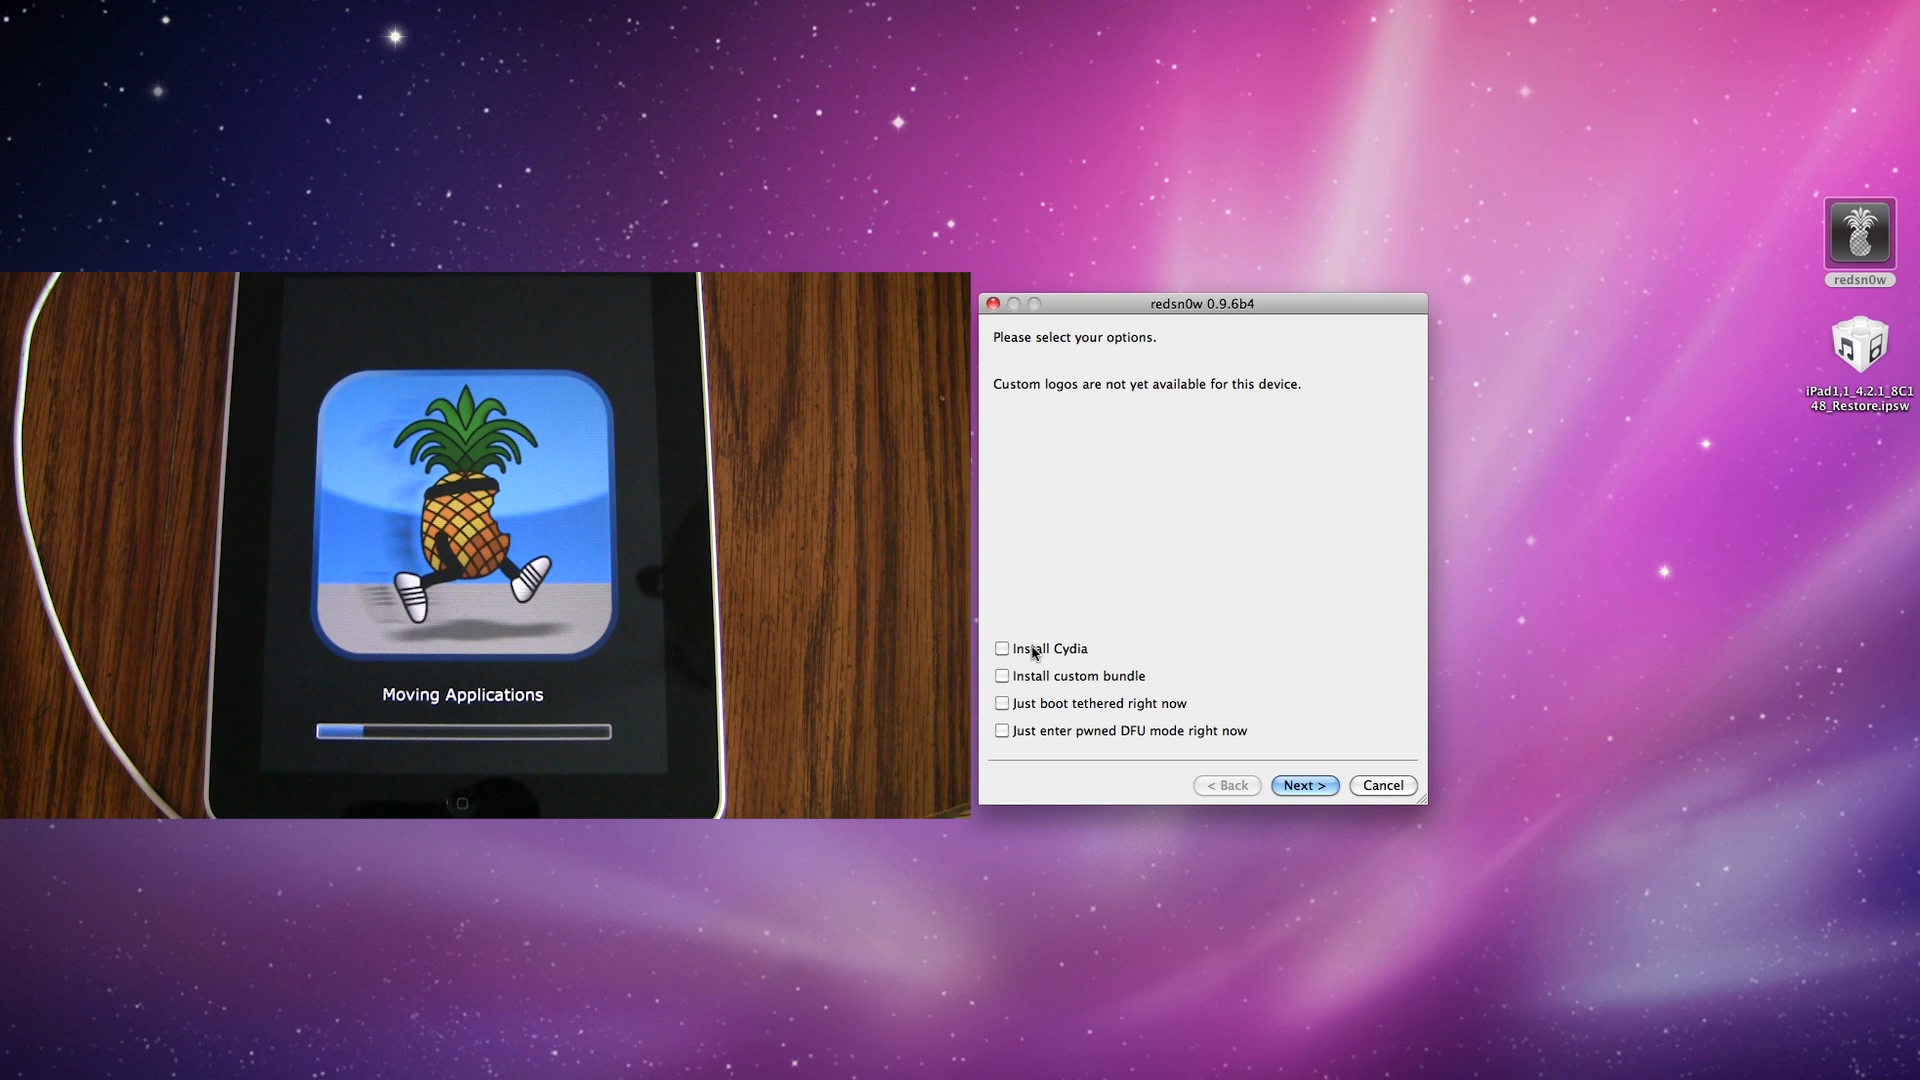 redsn0w 0.9.6b4
Please select your options.
Custom logos are not yet available for this device.
Install Cydia
Install custom bundle
Just boot tethered right now
Just enter pwned DFU mode right now
< Back
Next >
Cancel
Moving Applications
redsn0w
iPad1,1_4.2.1_8C1
48_Restore.ipsw